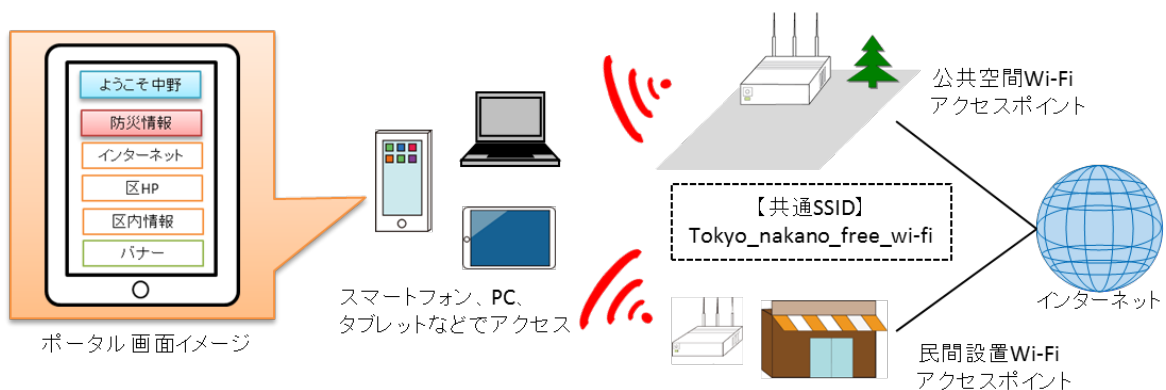 ようこそ中野
防災情報
インターネット
区HP
区内情報
バナー
ポータル画面イメージ
スマートフォン、PC、
タブレットなどでアクセス
公共空間Wi-Fi
アクセスポイント
【共通SSID】
Tokyo_nakano_free_wi-fi
インターネット
民間設置Wi-Fi
アクセスポイント